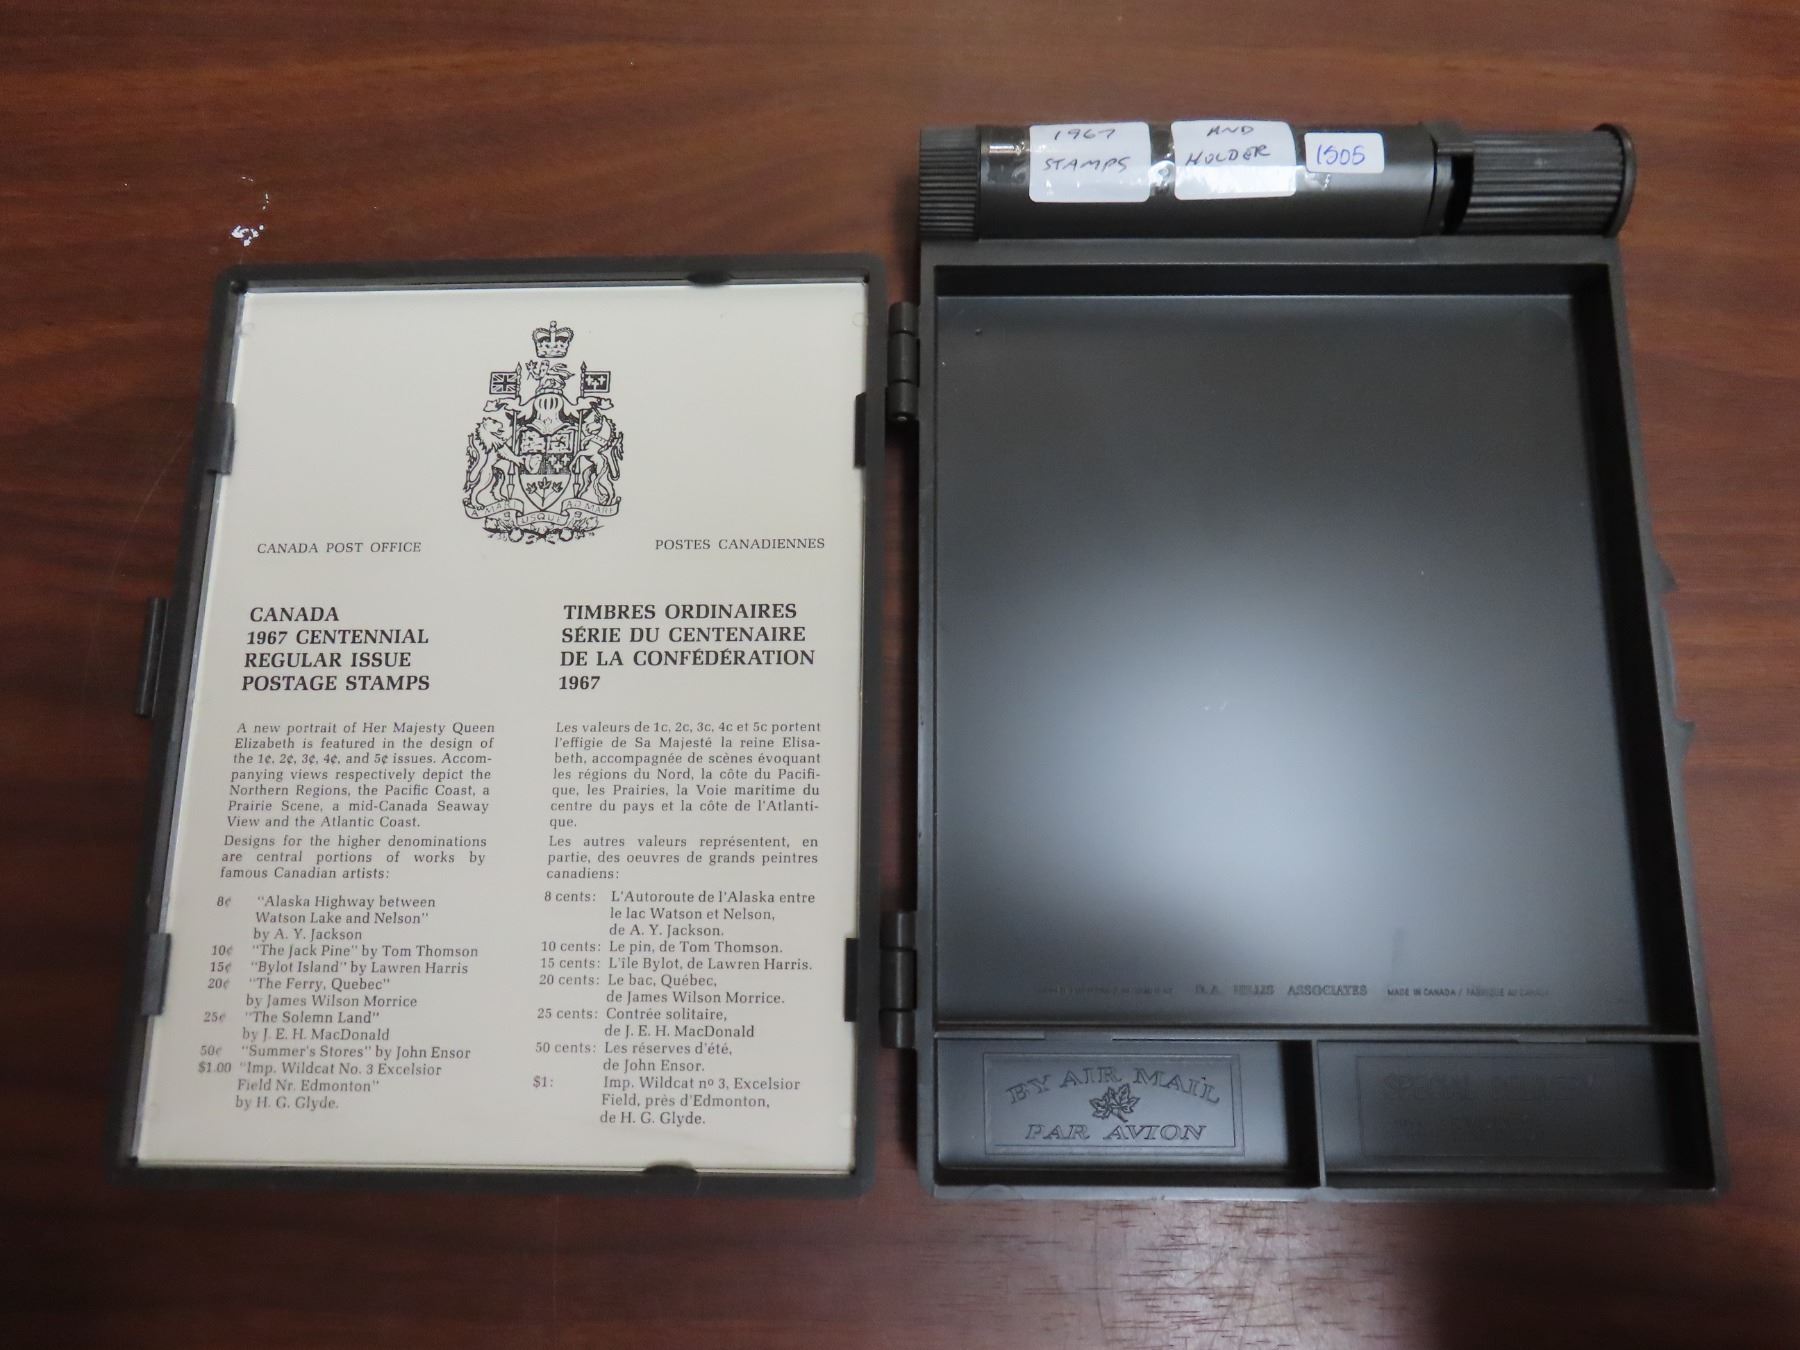 1967
STAMPS
AND
HOLDER
1505
A MARI USQUE AD MARE
CANADA POST OFFICE
POSTES CANADIENNES
CANADA
1967 CENTENNIAL
REGULAR ISSUE
POSTAGE STAMPS
A new portrait of Her Majesty Queen
Elizabeth is featured in the design of
the 1¢, 2¢, 3¢, 4¢, and 5¢ issues. Accom-
panying views respectively depict the
Northern Regions, the Pacific Coast, a
Prairie Scene, a mid-Canada Seaway
View and the Atlantic Coast.
Designs for the higher denominations
are central portions of works by
famous Canadian artists:
8¢ "Alaska Highway between
Watson Lake and Nelson"
by A. Y. Jackson
10¢ "The Jack Pine" by Tom Thomson
15¢ "Bylot Island" by Lawren Harris
20¢ "The Ferry, Quebec"
by James Wilson Morrice
25¢ "The Solemn Land"
by J. E. H. MacDonald
50¢ "Summer's Stores" by John Ensor
$1.00 "Imp. Wildcat No. 3 Excelsior
Field Nr. Edmonton"
by H. G. Glyde.
TIMBRES ORDINAIRES
SÉRIE DU CENTENAIRE
DE LA CONFÉDÉRATION
1967
Les valeurs de 1c, 2c, 3c, 4c et 5c portent
l'effigie de Sa Majesté la reine Elisa-
beth, accompagnée de scènes évoquant
les régions du Nord, la côte du Pacifi-
que, les Prairies, la Voie maritime du
centre du pays et la côte de l'Atlanti-
que.
Les autres valeurs représentent, en
partie, des oeuvres de grands peintres
canadiens:
8 cents: L'Autoroute de l'Alaska entre
le lac Watson et Nelson,
de A. Y. Jackson.
10 cents: Le pin, de Tom Thomson.
15 cents: L'île Bylot, de Lawren Harris.
20 cents: Le bac, Québec,
de James Wilson Morrice.
25 cents: Contrée solitaire,
de J. E. H. MacDonald
50 cents: Les réserves d'été,
de John Ensor.
$1: Imp. Wildcat nº 3, Excelsior
Field, près d'Edmonton,
de H. G. Glyde.
ASSOCIATES
MADE IN CANADA / FABRIQUE AU CANADA
BY AIR MAIL
PAR AVION